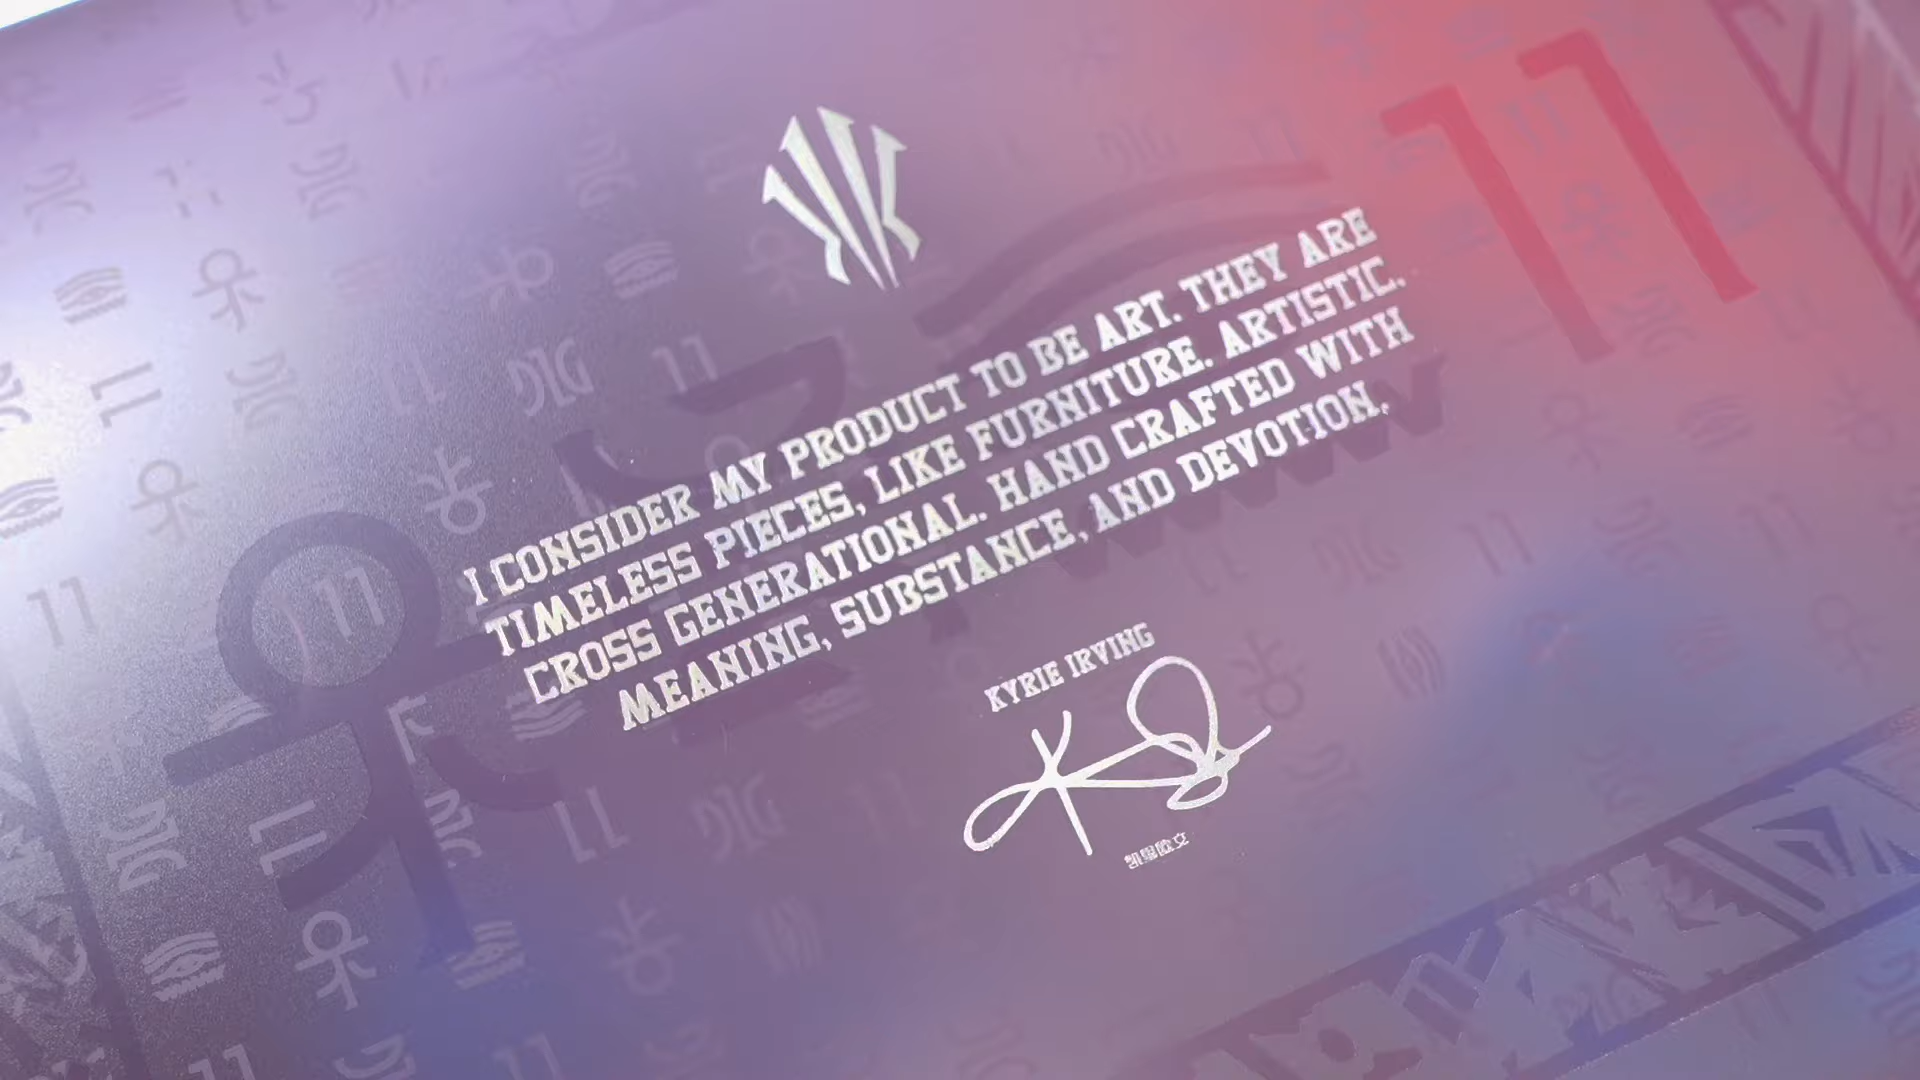 I CONSIDER MY PRODUCT TO BE ART. THEY ARE
TIMELESS PIECES, LIKE FURNITURE. ARTISTIC.
CROSS GENERATIONAL. HAND CRAFTED WITH
MEANING, SUBSTANCE, AND DEVOTION.
KYRIE IRVING
凯里欧文
11